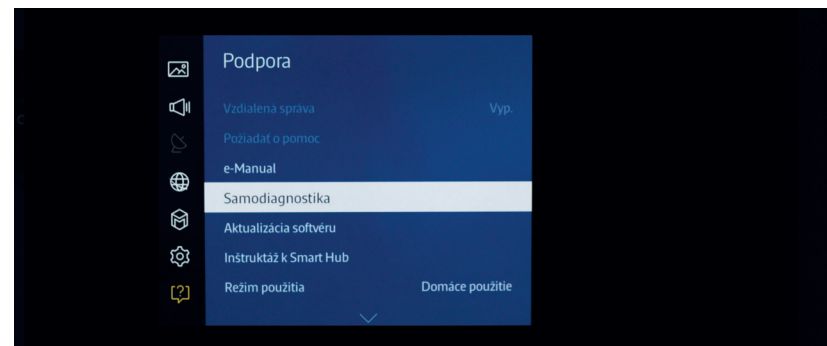 Podpora
Vzdialená správa Vyp.
Požiadať o pomoc
e-Manual
Samodiagnostika
Aktualizácia softvéru
Inštruktáž k Smart Hub
Režim použitia Domáce použitie